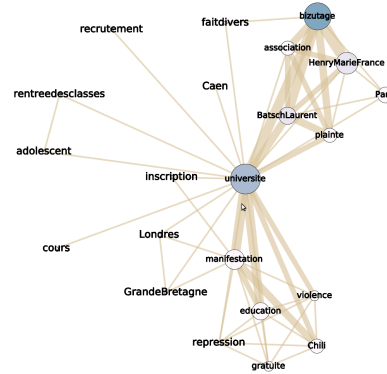 bizutage
faitdivers
recrutement
association
HenryMarieFrance
Caen
rentreedesclasses
Par
BatschLaurent
plainte
adolescent
inscription
universite
Londres
cours
manifestation
GrandeBretagne
violence
education
repression
Chili
gratuite